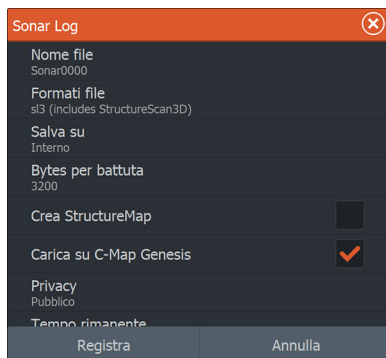 Sonar Log
Nome file
Sonar0000
Formati file
sl3 (includes StructureScan3D)
Salva su
Interno
Bytes per battuta
3200
Crea StructureMap
Carica su C-Map Genesis
Privacy
Pubblico
Tempo rimanente
Registra Annulla